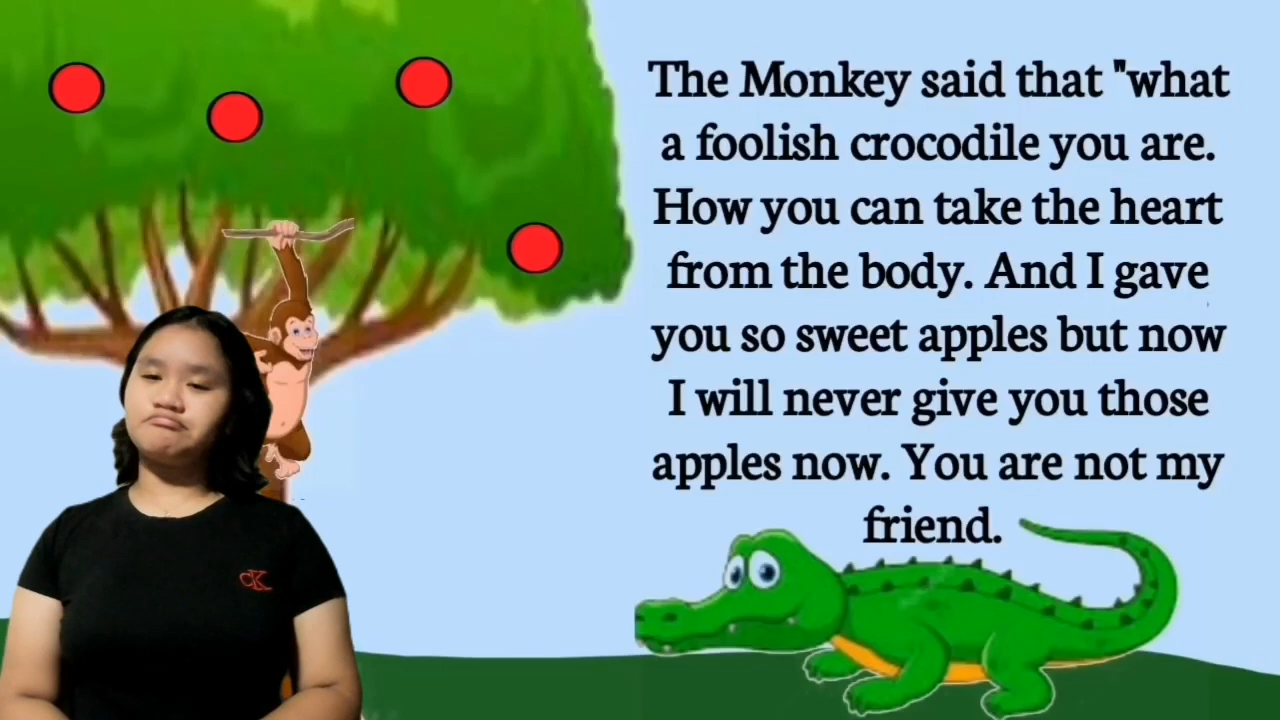 The Monkey said that "what
a foolish crocodile you are.
How you can take the heart
from the body. And I gave
you so sweet apples but now
I will never give you those
apples now. You are not my
friend.
CK